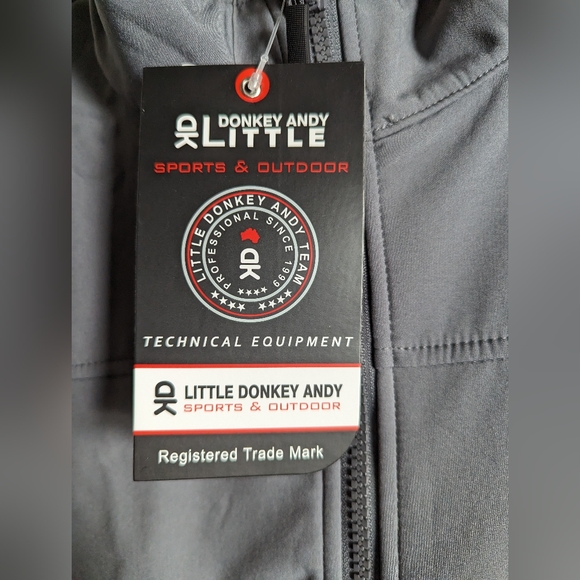 DONKEY ANDY
LITTLE
SPORTS & OUTDOOR
LITTLE DONKEY ANDY TEAM
PROFESSIONAL SINCE 1999
TECHNICAL EQUIPMENT
LITTLE DONKEY ANDY
SPORTS & OUTDOOR
Registered Trade Mark